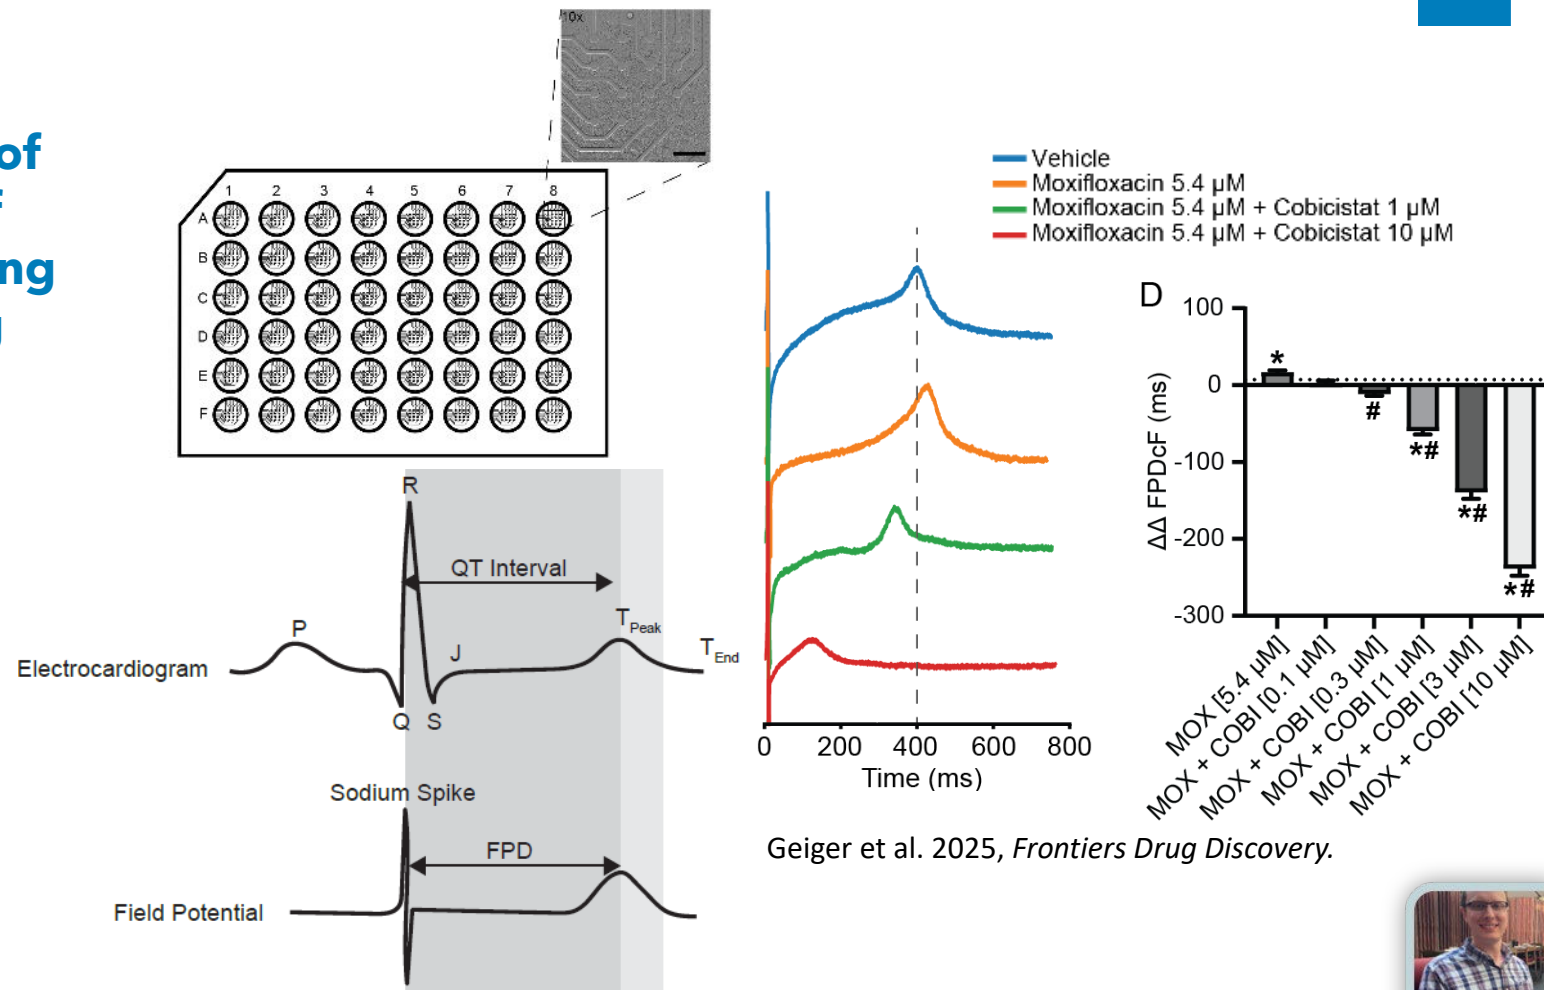 of
ng
10x
1 2 3 4 5 6 7 8
A
B
C
D
E
F
R
QT Interval
P
J
T Peak
T End
Electrocardiogram
Q S
Sodium Spike
FPD
Field Potential
Vehicle
Moxifloxacin 5.4 µM
Moxifloxacin 5.4 µM + Cobicistat 1 µM
Moxifloxacin 5.4 µM + Cobicistat 10 µM
0 200 400 600 800
Time (ms)
D
100
0
-100
-200
-300
ΔΔ FPDcF (ms)
*
#
*#
*#
*#
MOX [5.4 µM]
MOX + COBI [0.1 µM]
MOX + COBI [0.3 µM]
MOX + COBI [1 µM]
MOX + COBI [3 µM]
MOX + COBI [10 µM]
Geiger et al. 2025, Frontiers Drug Discovery.